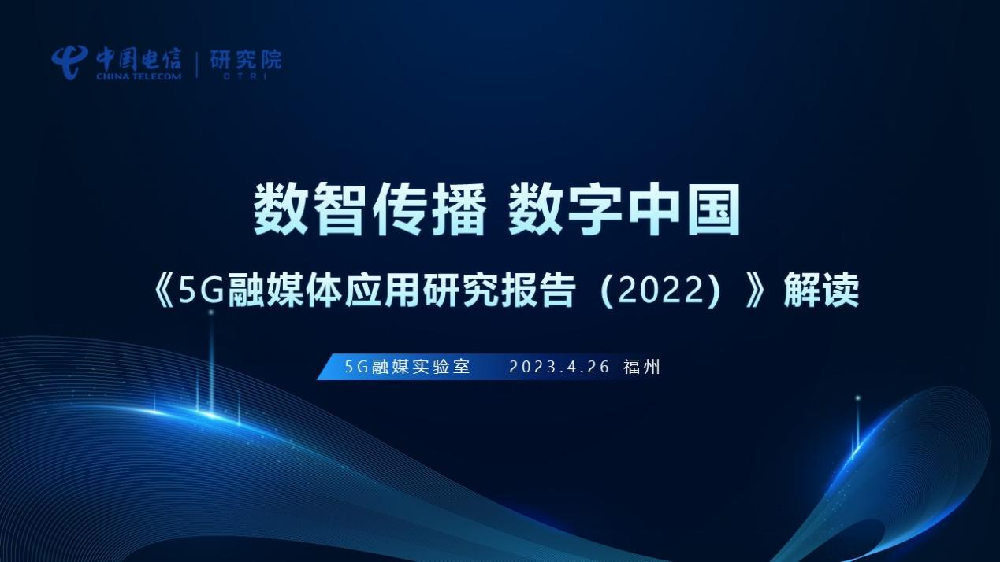 中国电信 | 研究院
CHINA TELECOM CTRI
数智传播 数字中国
《5G融媒体应用研究报告（2022）》解读
5G融媒实验室 2023.4.26 福州